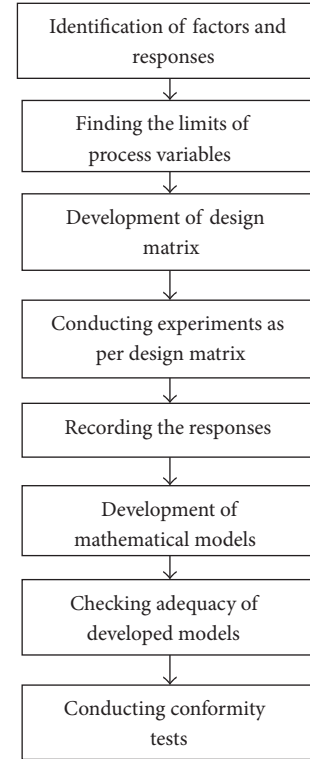 Identification of factors and
responses
Finding the limits of
process variables
Development of design
matrix
Conducting experiments as
per design matrix
Recording the responses
Development of
mathematical models
Checking adequacy of
developed models
Conducting conformity
tests